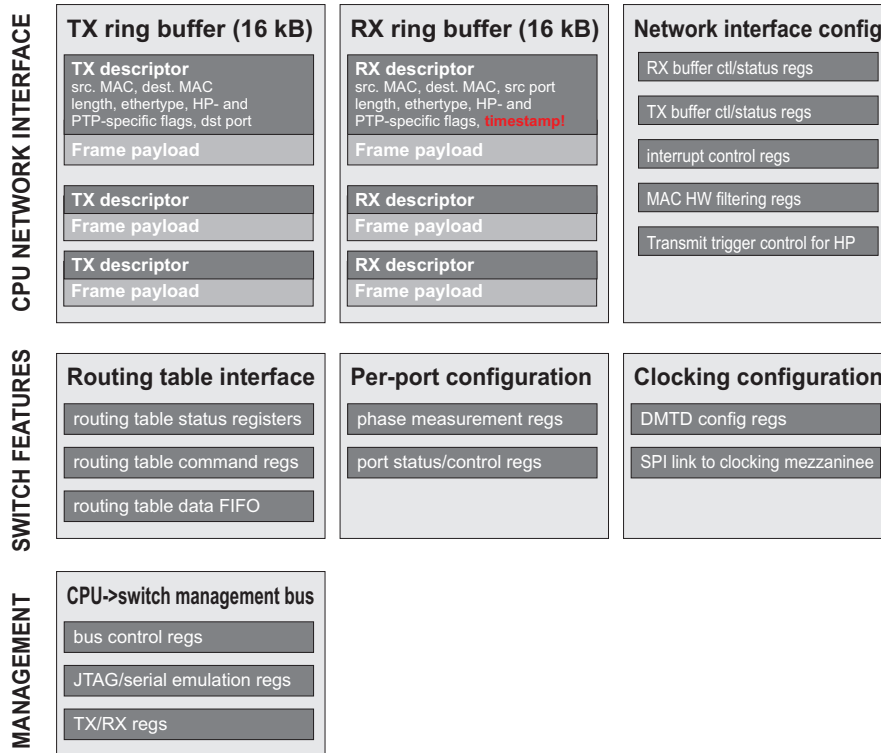 CPU NETWORK INTERFACE
TX ring buffer (16 kB)
TX descriptor
src. MAC, dest. MAC
length, ethertype, HP- and
PTP-specific flags, dst port
Frame payload
TX descriptor
Frame payload
TX descriptor
Frame payload
RX ring buffer (16 kB)
RX descriptor
src. MAC, dest. MAC, src port
length, ethertype, HP- and
PTP-specific flags, timestamp!
Frame payload
RX descriptor
Frame payload
RX descriptor
Frame payload
Network interface config
RX buffer ctl/status regs
TX buffer ctl/status regs
interrupt control regs
MAC HW filtering regs
Transmit trigger control for HP
SWITCH FEATURES
Routing table interface
routing table status registers
routing table command regs
routing table data FIFO
Per-port configuration
phase measurement regs
port status/control regs
Clocking configuration
DMTD config regs
SPI link to clocking mezzaninee
MANAGEMENT
CPU->switch management bus
bus control regs
JTAG/serial emulation regs
TX/RX regs